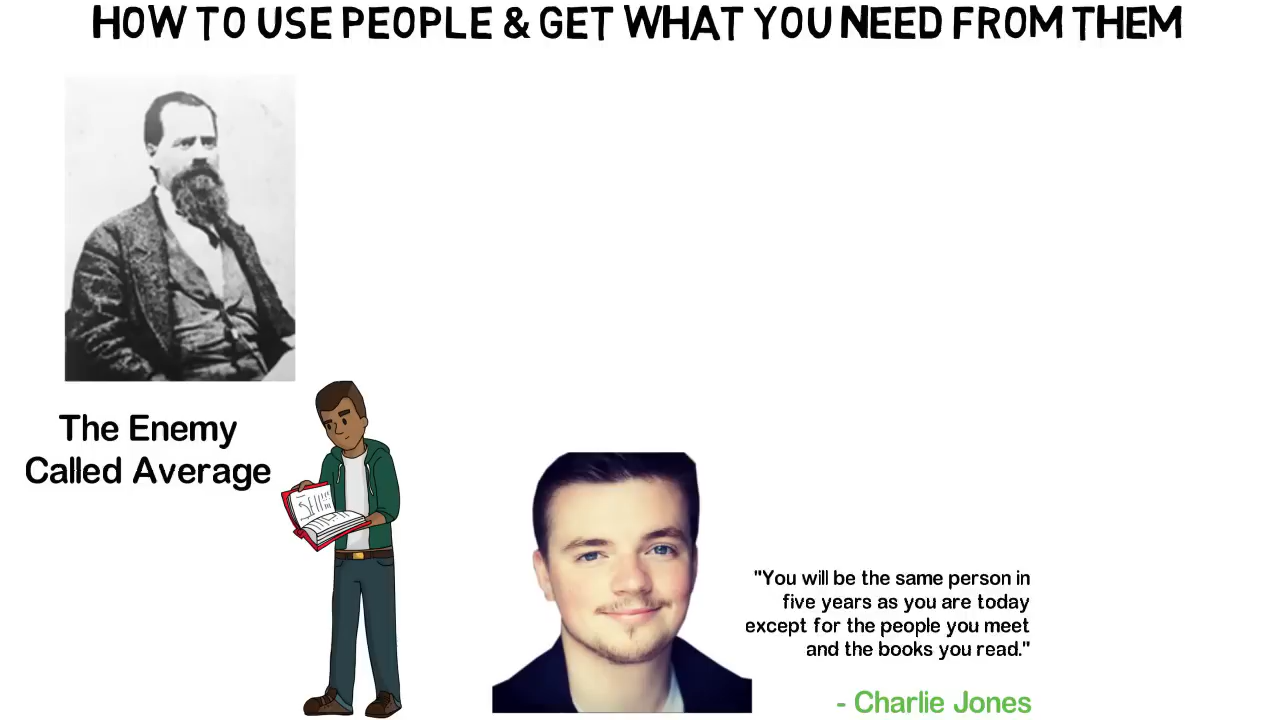 HOW TO USE PEOPLE & GET WHAT YOU NEED FROM THEM
The Enemy
Called Average
"You will be the same person in
five years as you are today
except for the people you meet
and the books you read."
- Charlie Jones